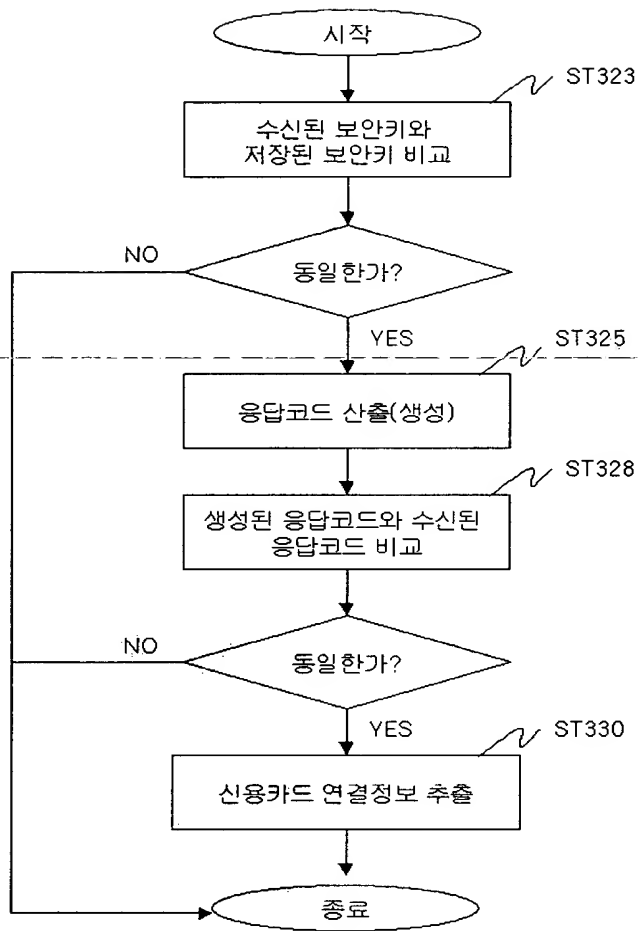 시작
ST323
수신된 보안키와
저장된 보안키 비교
NO
동일한가?
YES
ST325
응답코드 산출(생성)
ST328
생성된 응답코드와 수신된
응답코드 비교
NO
동일한가?
YES
ST330
신용카드 연결정보 추출
종료